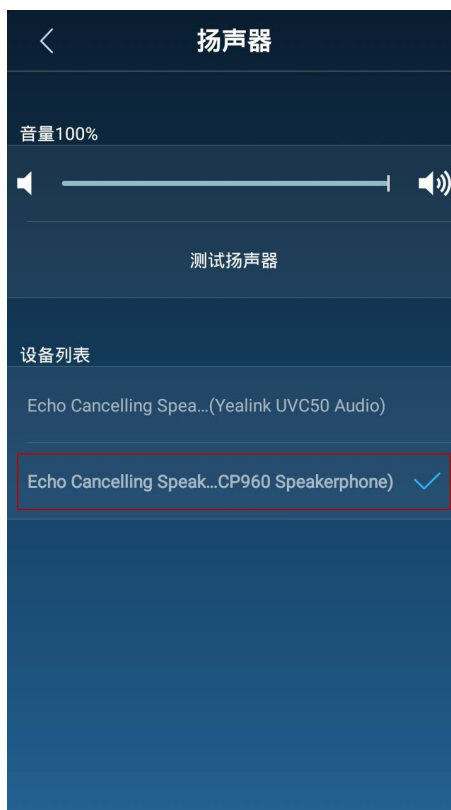 扬声器
音量100%
测试扬声器
设备列表
Echo Cancelling Spea...(Yealink UVC50 Audio)
Echo Cancelling Speak...CP960 Speakerphone)